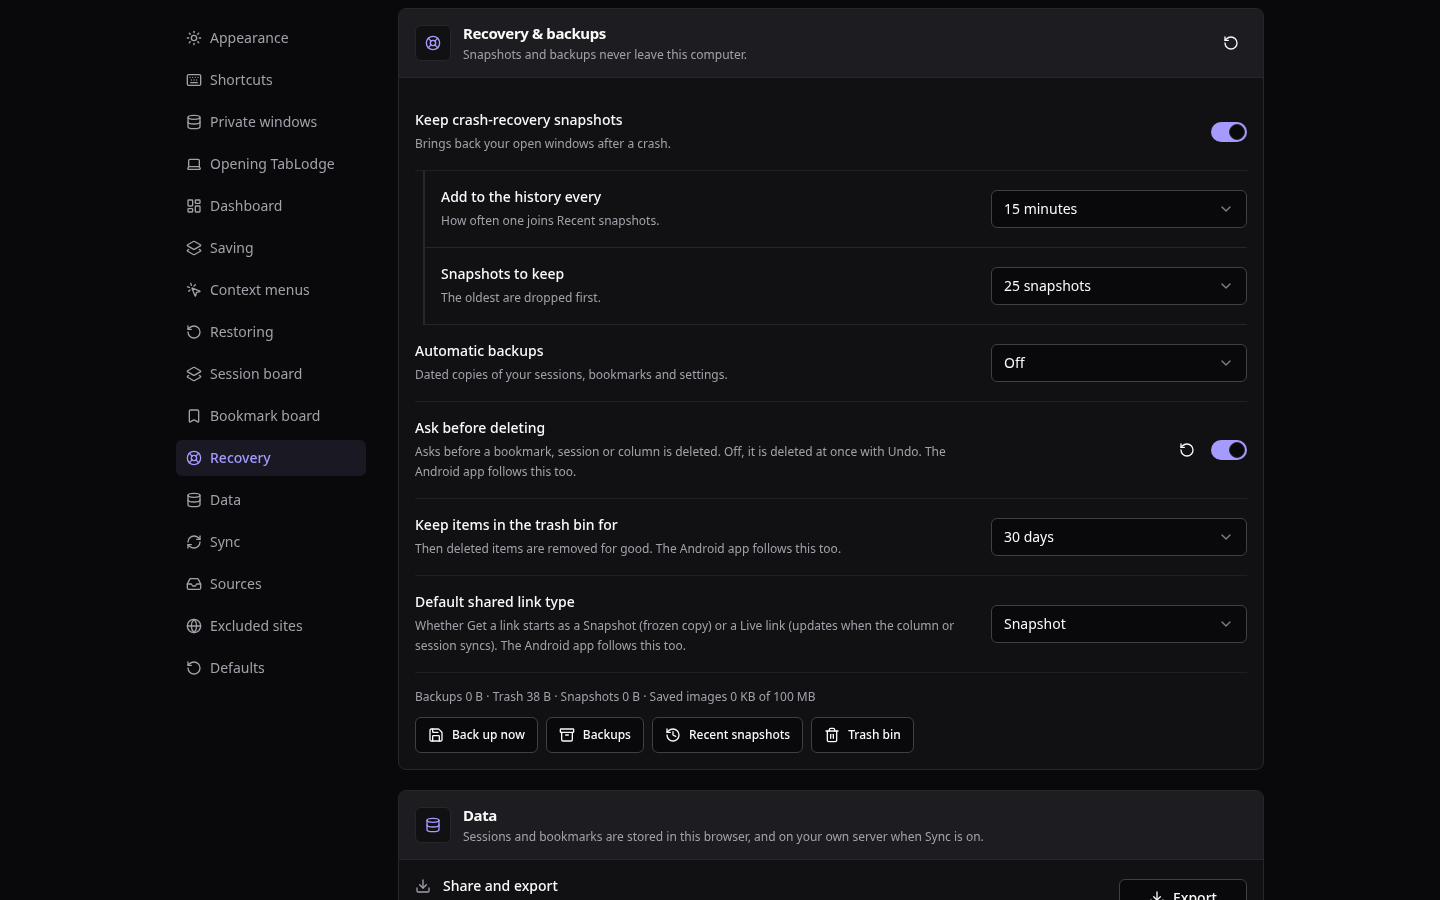 Appearance
Shortcuts
Private windows
Opening TabLodge
Dashboard
Saving
Context menus
Restoring
Session board
Bookmark board
Recovery
Data
Sync
Sources
Excluded sites
Defaults
Recovery & backups
Snapshots and backups never leave this computer.
Keep crash-recovery snapshots
Brings back your open windows after a crash.
Add to the history every
How often one joins Recent snapshots.
15 minutes
Snapshots to keep
The oldest are dropped first.
25 snapshots
Automatic backups
Dated copies of your sessions, bookmarks and settings.
Off
Ask before deleting
Asks before a bookmark, session or column is deleted. Off, it is deleted at once with Undo. The
Android app follows this too.
Keep items in the trash bin for
Then deleted items are removed for good. The Android app follows this too.
30 days
Default shared link type
Whether Get a link starts as a Snapshot (frozen copy) or a Live link (updates when the column or
session syncs). The Android app follows this too.
Snapshot
Backups 0 B · Trash 38 B · Snapshots 0 B · Saved images 0 KB of 100 MB
Back up now
Backups
Recent snapshots
Trash bin
Data
Sessions and bookmarks are stored in this browser, and on your own server when Sync is on.
Share and export
Export